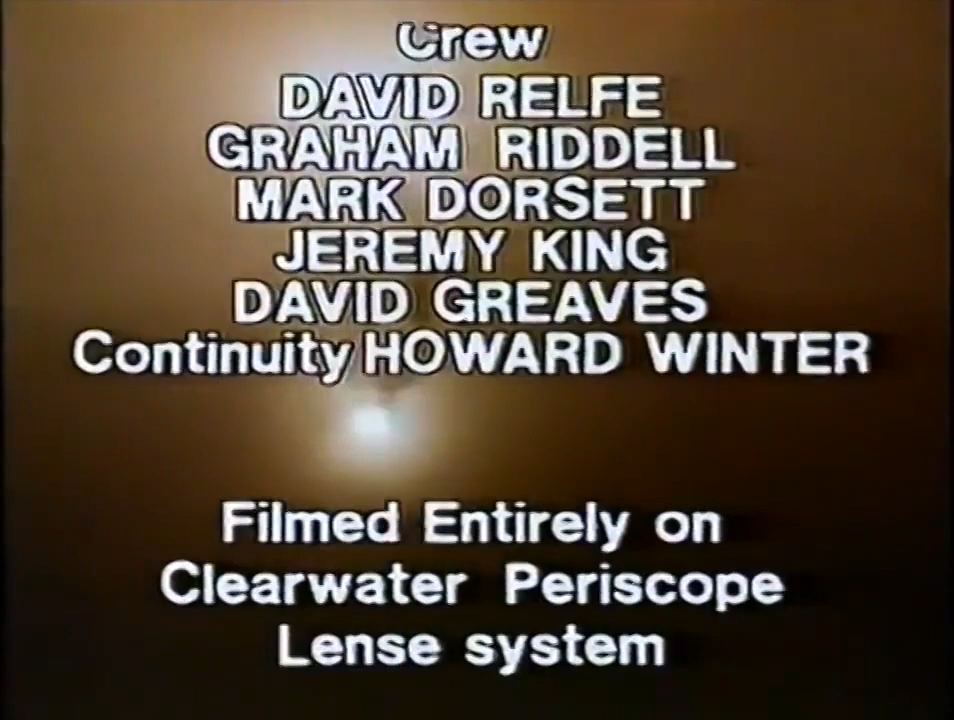 Crew
DAVID RELFE
GRAHAM RIDDELL
MARK DORSETT
JEREMY KING
DAVID GREAVES
Continuity HOWARD WINTER
Filmed Entirely on
Clearwater Periscope
Lense system